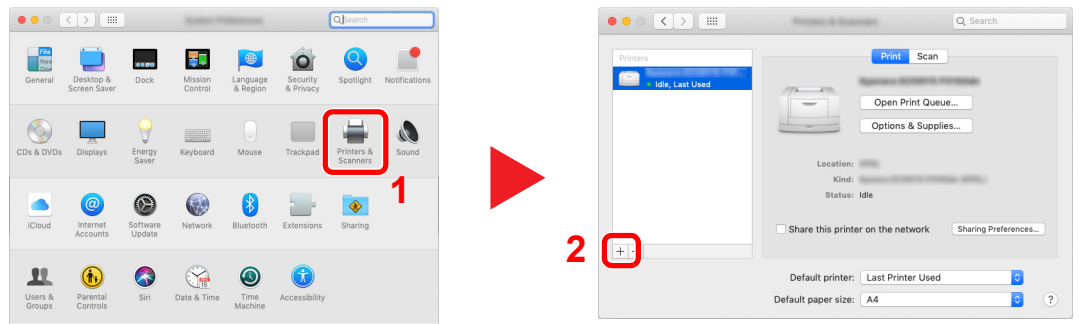 Search
General
Desktop &
Screen Saver
Dock
Mission
Control
Language
& Region
Security
& Privacy
Spotlight
Notifications
CDs & DVDs
Displays
Energy
Saver
Keyboard
Mouse
Trackpad
Printers &
Scanners
Sound
1
iCloud
Internet
Accounts
Software
Update
Network
Bluetooth
Extensions
Sharing
Users &
Groups
Parental
Controls
Siri
Date & Time
Time
Machine
Accessibility
Search
Printers
Idle, Last Used
Print Scan
Open Print Queue...
Options & Supplies...
Location:
Kind:
Status: Idle
Share this printer on the network
Sharing Preferences...
2
+ -
Default printer: Last Printer Used
Default paper size: A4
?